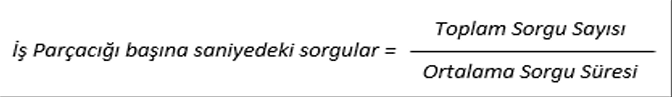 İş Parçacığı başına saniyedeki sorgular = Toplam Sorgu Sayısı
Ortalama Sorgu Süresi